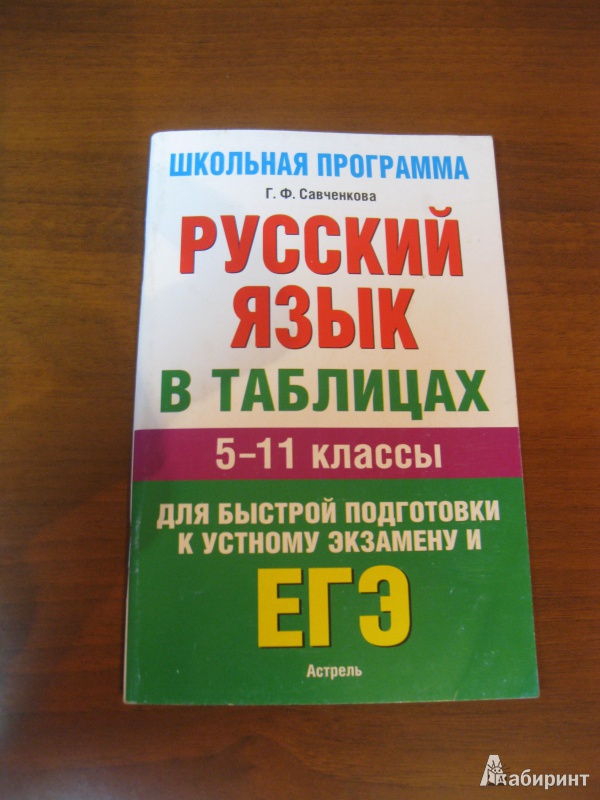 ШКОЛЬНАЯ ПРОГРАММА
Г. Ф. Савченкова
РУССКИЙ
ЯЗЫК
В ТАБЛИЦАХ
5–11 КЛАССЫ
ДЛЯ БЫСТРОЙ ПОДГОТОВКИ
К УСТНОМУ ЭКЗАМЕНУ И
ЕГЭ
Астрель
Лабиринт